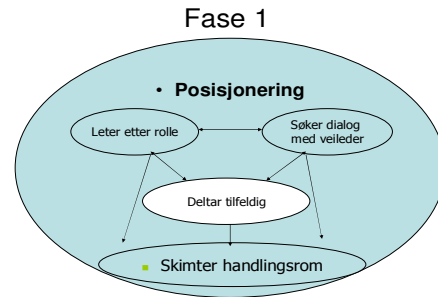 Fase 1
• Posisjonering
Leter etter rolle
Søker dialog
med veileder
Deltar tilfeldig
Skimter handlingsrom